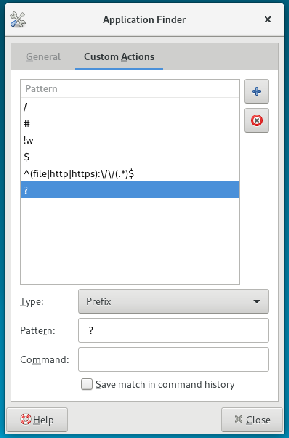 Application Finder
General
Custom Actions
Pattern
/
#
!w
$
^(file|http|https):\/\/(.*)$
?
Type:
Prefix
Pattern:
?
Command:
Save match in command history
Help
Close